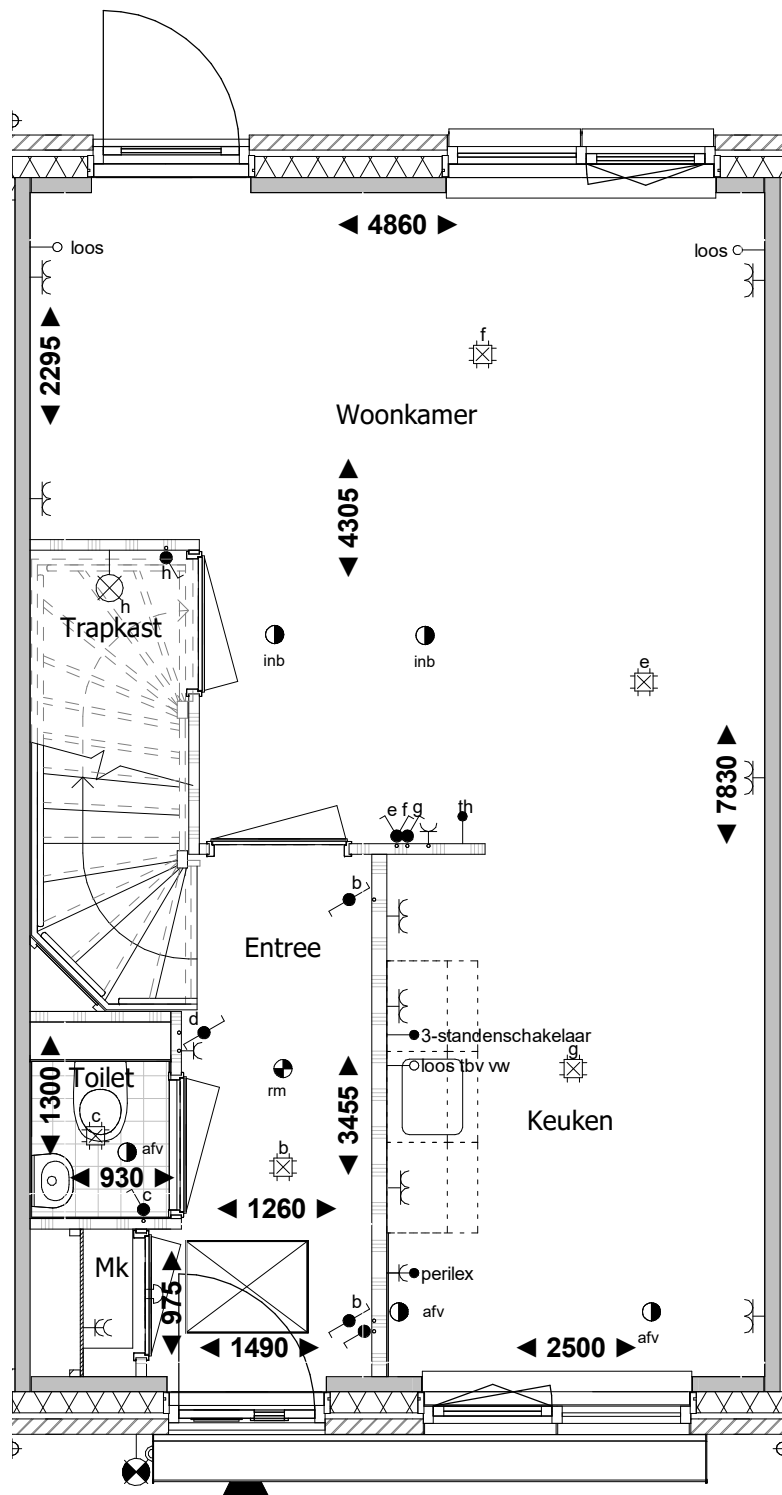 4860
loos
loos
2295
f
Woonkamer
4305
h
h
Trapkast
inb
inb
e
7830
e f g
th
b
Entree
d
3-standenschakelaar
g
loos tbv vw
Toilet
1300
rm
3455
Keuken
c
afv
b
930
c
1260
Mk
975
perilex
b
afv
afv
1490
2500